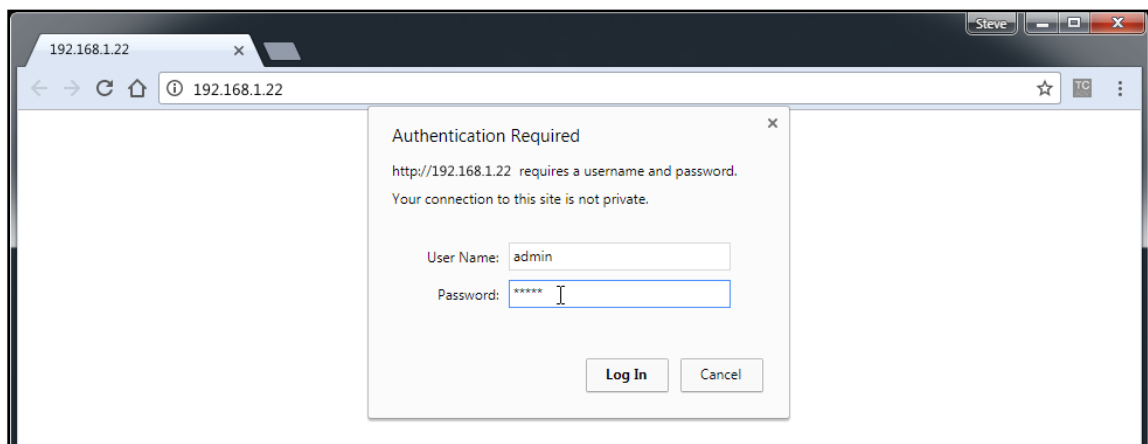 Steve
192.168.1.22
192.168.1.22
TC
Authentication Required
http://192.168.1.22 requires a username and password.
Your connection to this site is not private.
User Name: admin
Password: *****
Log In Cancel